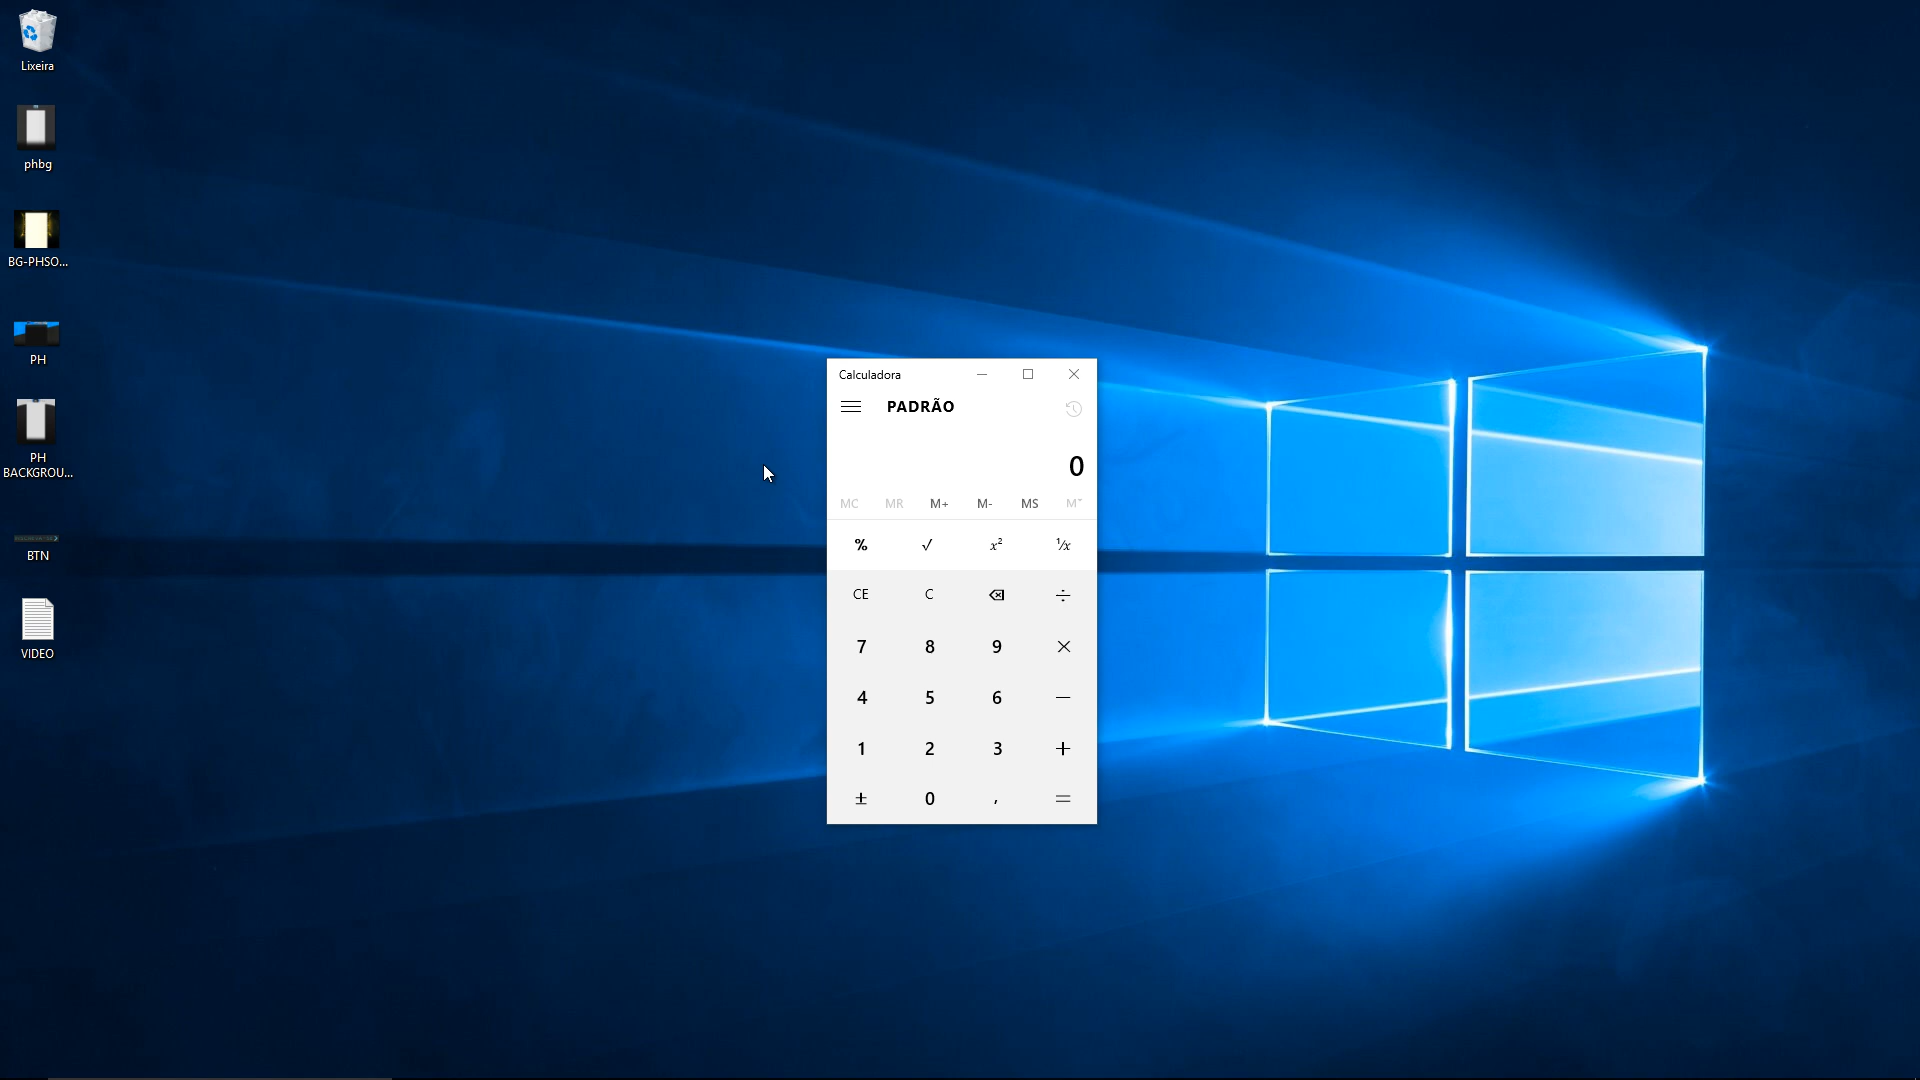 Lixeira
phbg
BG-PHSO...
PH
PH
BACKGROU...
BTN
VIDEO
Calculadora
PADRÃO
0
MC MR M+ M- MS M˅
% √ x² ¹/x
CE C ÷
7 8 9 ×
4 5 6 −
1 2 3 +
± 0 , =